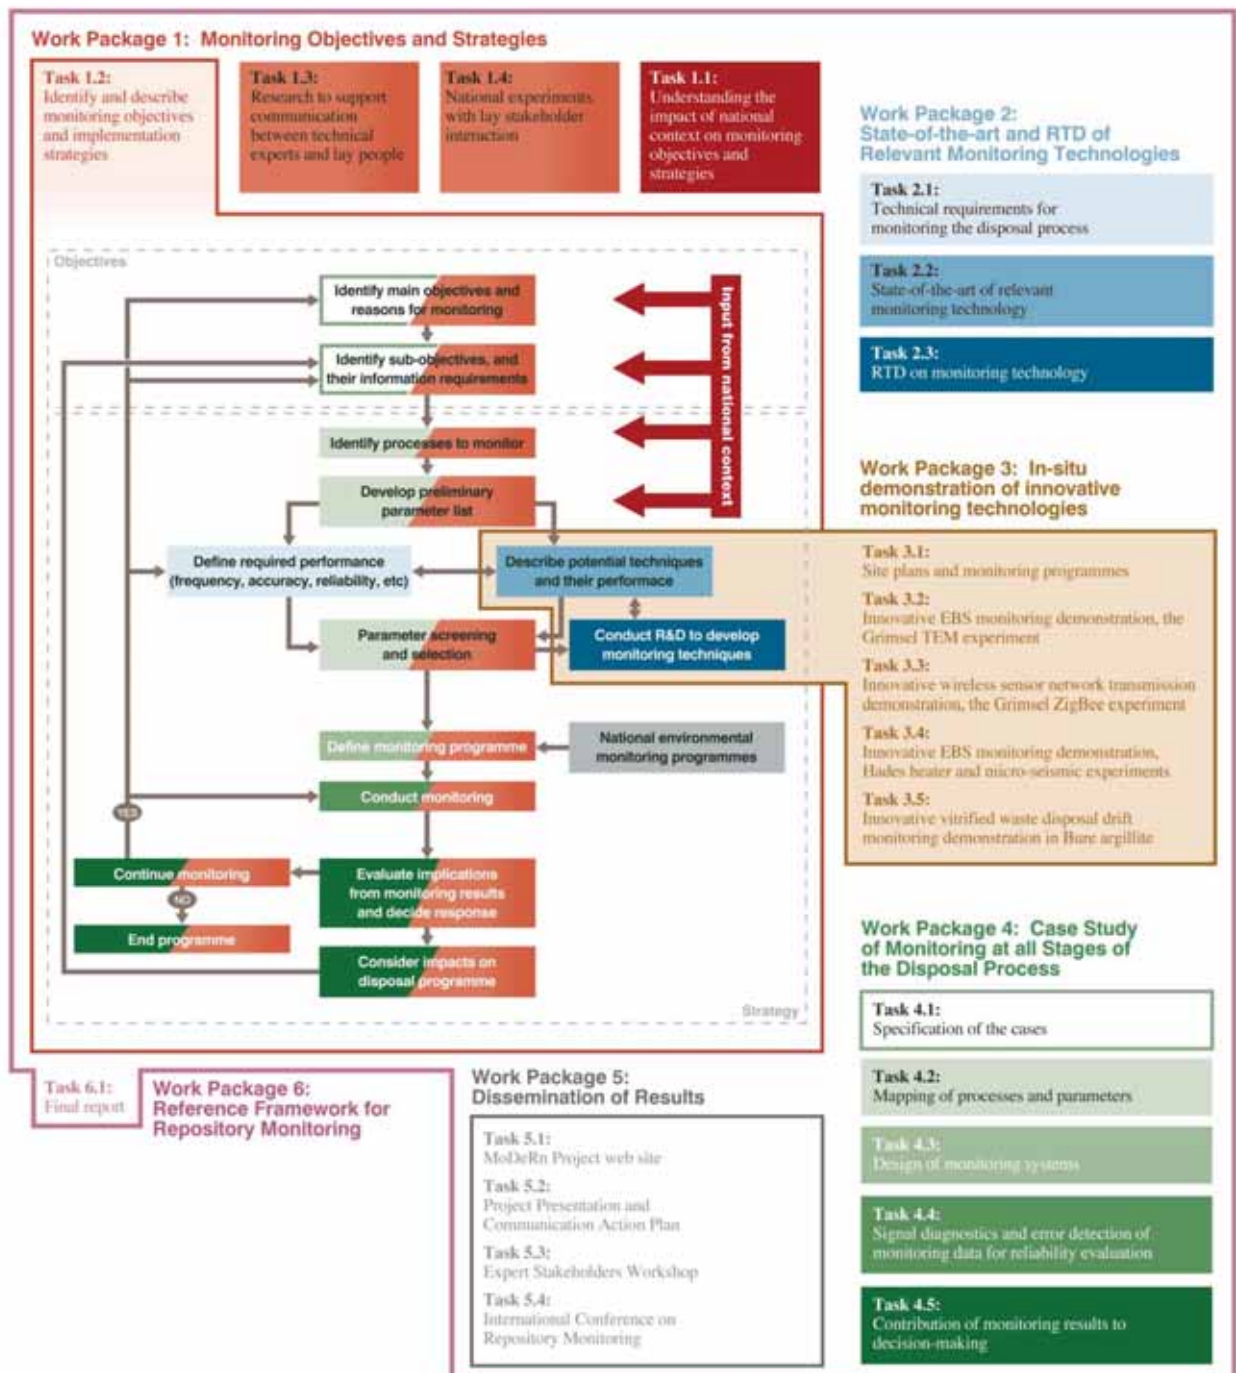 Work Package 1: Monitoring Objectives and Strategies
Task 1.2:
Identify and describe
monitoring objectives
and implementation
strategies
Task 1.3:
Research to support
communication
between technical
experts and lay people
Task 1.4:
National experiments
with lay stakeholder
interaction
Task 1.1:
Understanding the
impact of national
context on monitoring
objectives and
strategies
Work Package 2:
State-of-the-art and RTD of
Relevant Monitoring Technologies
Task 2.1:
Technical requirements for
monitoring the disposal process
Task 2.2:
State-of-the-art of relevant
monitoring technology
Task 2.3:
RTD on monitoring technology
Objectives
Identify main objectives and
reasons for monitoring
Identify sub-objectives, and
their information requirements
Identify processes to monitor
Develop preliminary
parameter list
Input from national context
Define required performance
(frequency, accuracy, reliability, etc)
Describe potential techniques
and their performace
Parameter screening
and selection
Conduct R&D to develop
monitoring techniques
Define monitoring programme
National environmental
monitoring programmes
Conduct monitoring
YES
Continue monitoring
NO
End programme
Evaluate implications
from monitoring results
and decide response
Consider impacts on
disposal programme
Strategy
Work Package 3: In-situ
demonstration of innovative
monitoring technologies
Task 3.1:
Site plans and monitoring programmes
Task 3.2:
Innovative EBS monitoring demonstration, the
Grimsel TEM experiment
Task 3.3:
Innovative wireless sensor network transmission
demonstration, the Grimsel ZigBee experiment
Task 3.4:
Innovative EBS monitoring demonstration,
Hades heater and micro-seismic experiments
Task 3.5:
Innovative vitrified waste disposal drift
monitoring demonstration in Bure argillite
Work Package 4: Case Study
of Monitoring at all Stages of
the Disposal Process
Task 4.1:
Specification of the cases
Task 4.2:
Mapping of processes and parameters
Task 4.3:
Design of monitoring systems
Task 4.4:
Signal diagnostics and error detection of
monitoring data for reliability evaluation
Task 4.5:
Contribution of monitoring results to
decision-making
Task 6.1:
Final report
Work Package 6:
Reference Framework for
Repository Monitoring
Work Package 5:
Dissemination of Results
Task 5.1:
MoDeRn Project web site
Task 5.2:
Project Presentation and
Communication Action Plan
Task 5.3:
Expert Stakeholders Workshop
Task 5.4:
International Conference on
Repository Monitoring